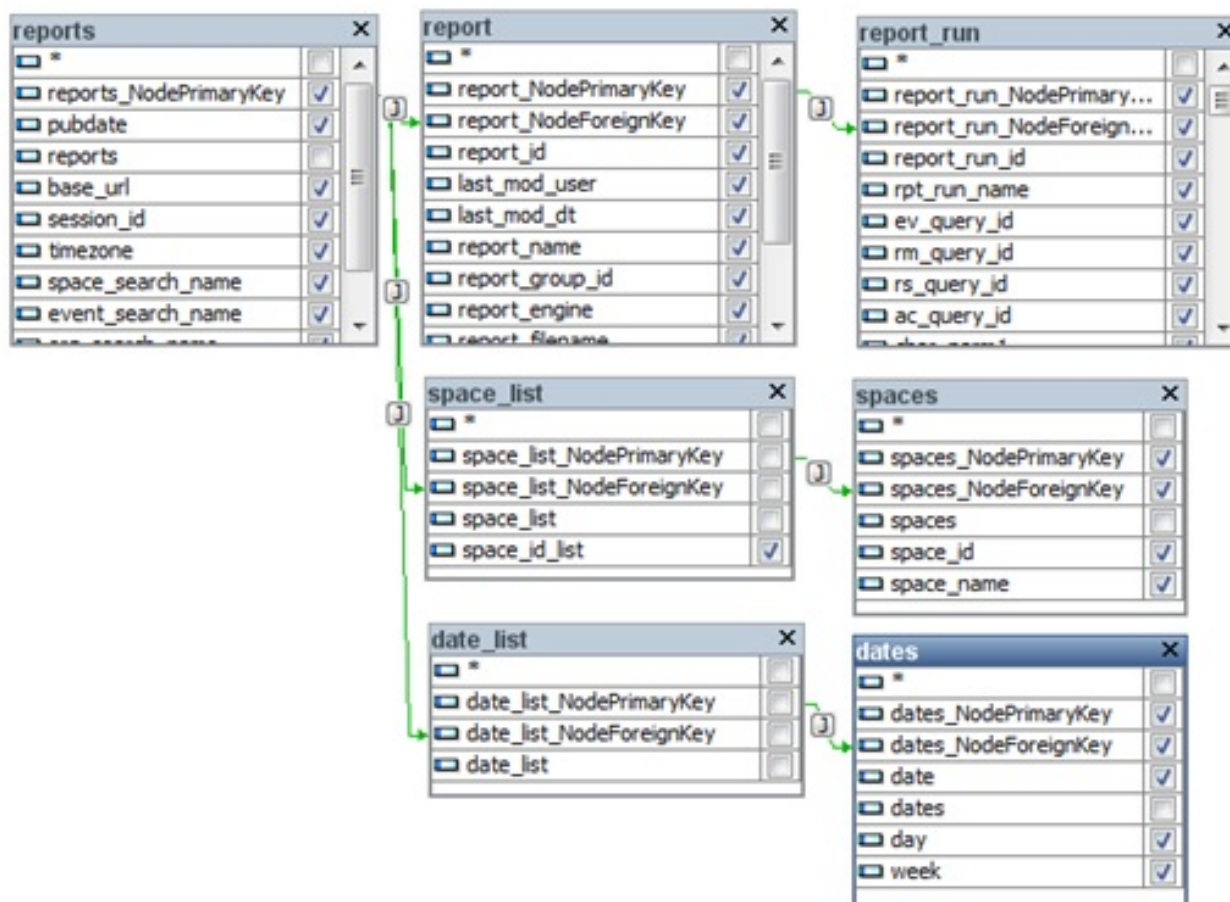 reports
*
reports_NodePrimaryKey
pubdate
reports
base_url
session_id
timezone
space_search_name
event_search_name
report
*
report_NodePrimaryKey
report_NodeForeignKey
report_id
last_mod_user
last_mod_dt
report_name
report_group_id
report_engine
report_filename
report_run
*
report_run_NodePrimary...
report_run_NodeForeign...
report_run_id
rpt_run_name
ev_query_id
rm_query_id
rs_query_id
ac_query_id
space_list
*
space_list_NodePrimaryKey
space_list_NodeForeignKey
space_list
space_id_list
spaces
*
spaces_NodePrimaryKey
spaces_NodeForeignKey
spaces
space_id
space_name
date_list
*
date_list_NodePrimaryKey
date_list_NodeForeignKey
date_list
dates
*
dates_NodePrimaryKey
dates_NodeForeignKey
date
dates
day
week